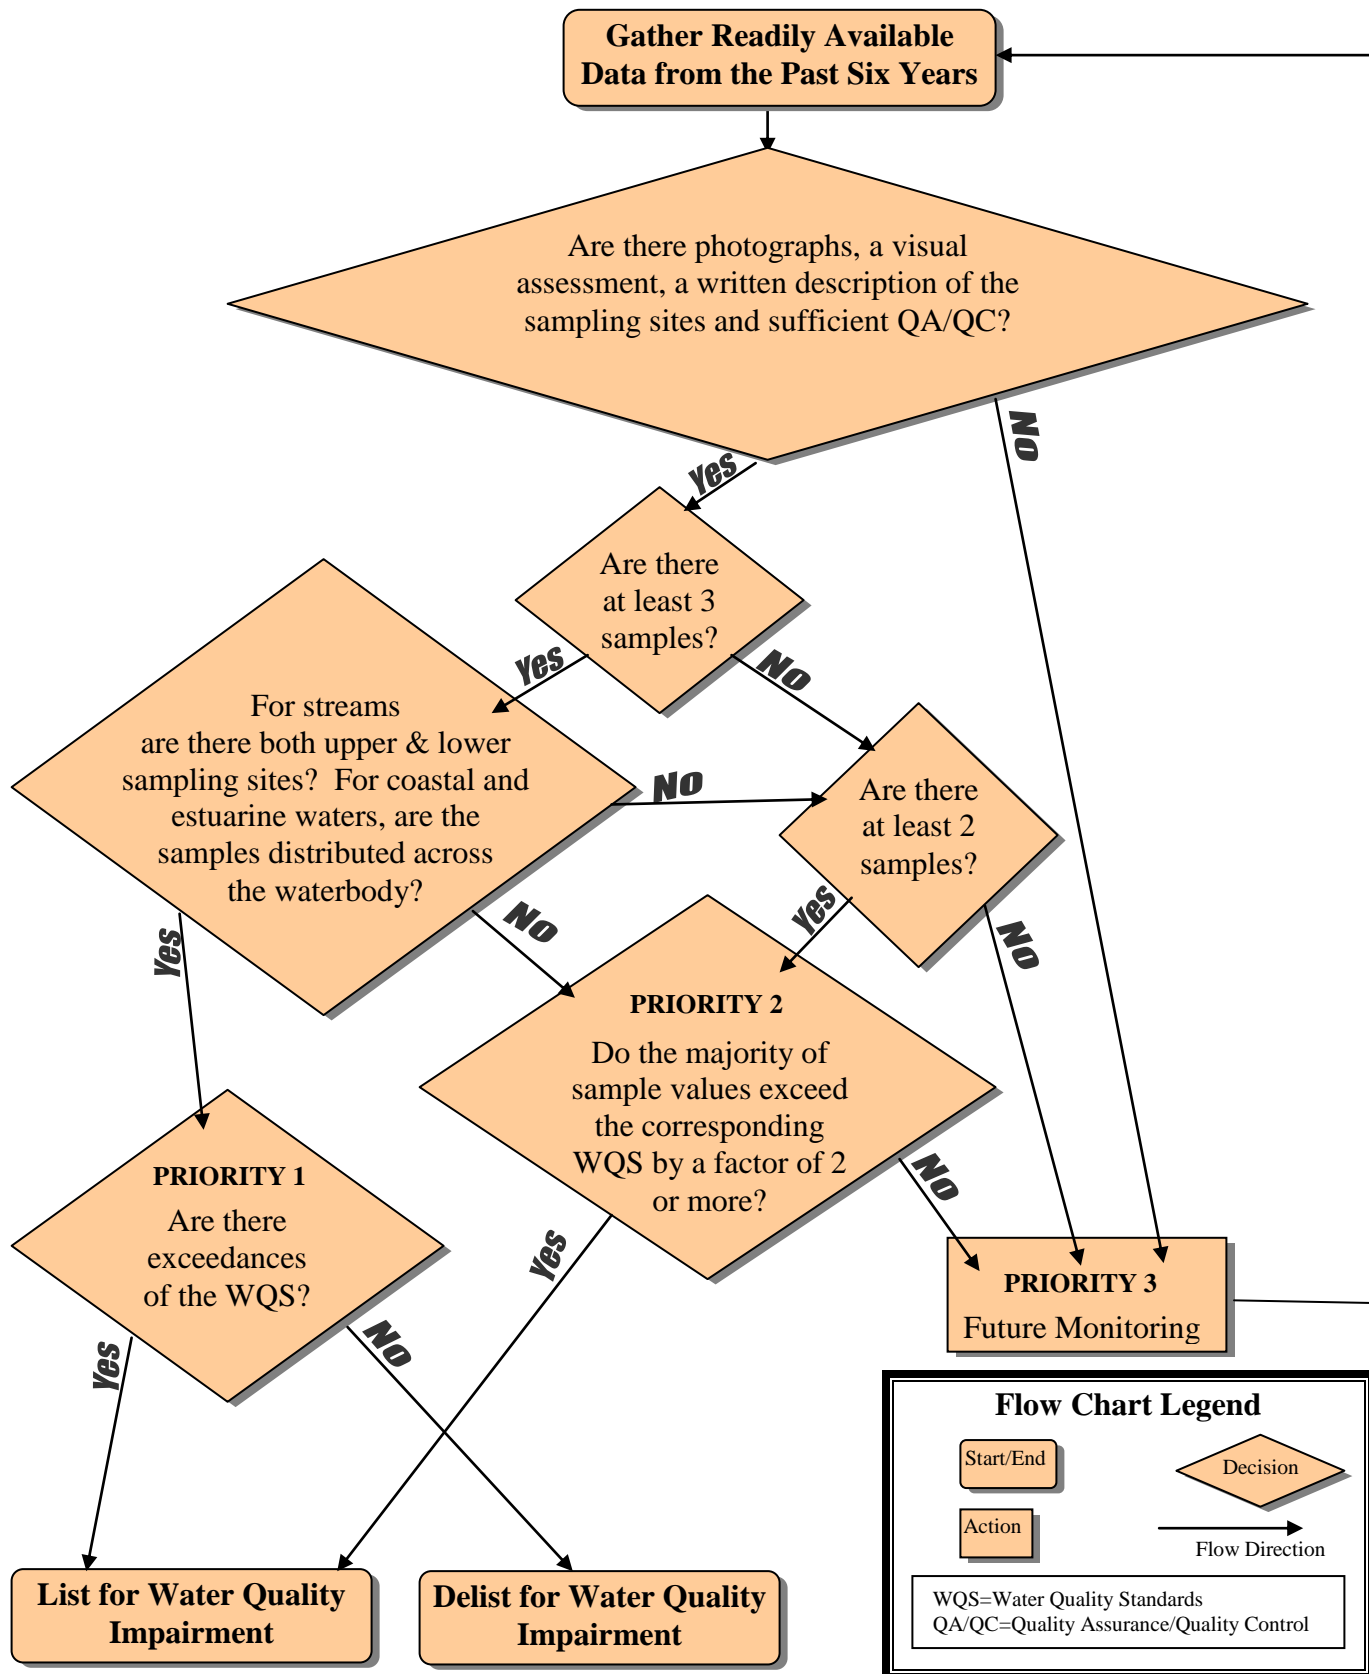 Gather Readily Available
Data from the Past Six Years
Are there photographs, a visual
assessment, a written description of the
sampling sites and sufficient QA/QC?
No
Yes
Are there
at least 3
samples?
Yes
No
For streams
are there both upper & lower
sampling sites? For coastal and
estuarine waters, are the
samples distributed across
the waterbody?
No
Are there
at least 2
samples?
Yes
No
Yes
No
PRIORITY 2
Do the majority of
sample values exceed
the corresponding
WQS by a factor of 2
or more?
PRIORITY 1
Are there
exceedances
of the WQS?
No
Yes
PRIORITY 3
Future Monitoring
Yes
No
Flow Chart Legend
Start/End
Decision
Action
Flow Direction
WQS=Water Quality Standards
QA/QC=Quality Assurance/Quality Control
List for Water Quality
Impairment
Delist for Water Quality
Impairment